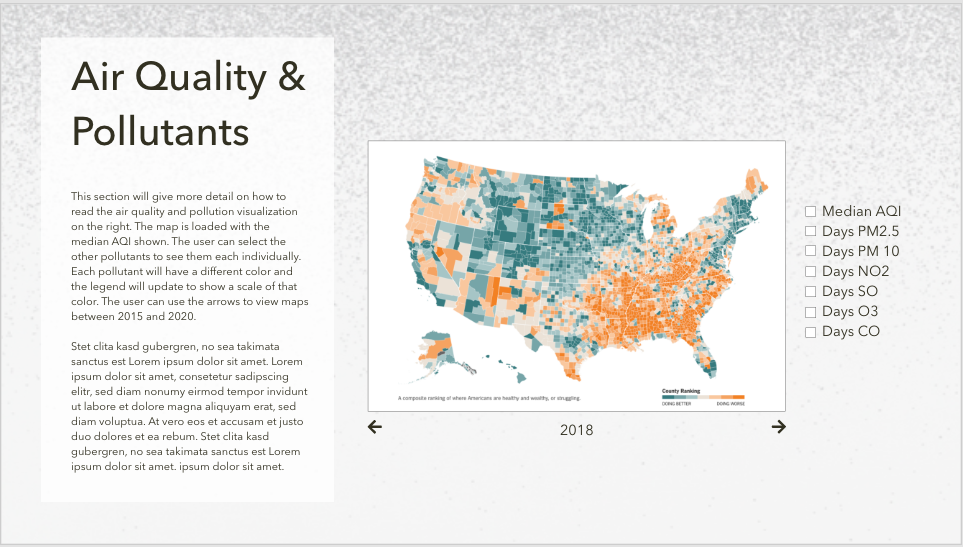 Air Quality &
Pollutants
This section will give more detail on how to
read the air quality and pollution visualization
on the right. The map is loaded with the
median AQI shown. The user can select the
other pollutants to see them each individually.
Each pollutant will have a different color and
the legend will update to show a scale of that
color. The user can use the arrows to view maps
between 2015 and 2020.
Stet clita kasd gubergren, no sea takimata
sanctus est Lorem ipsum dolor sit amet. Lorem
ipsum dolor sit amet, consetetur sadipscing
elitr, sed diam nonumy eirmod tempor invidunt
ut labore et dolore magna aliquyam erat, sed
diam voluptua. At vero eos et accusam et justo
duo dolores et ea rebum. Stet clita kasd
gubergren, no sea takimata sanctus est Lorem
ipsum dolor sit amet. ipsum dolor sit amet.
A composite ranking of where Americans are healthy and wealthy, or struggling.
County Ranking
DOING BETTER DOING WORSE
2018
Median AQI
Days PM2.5
Days PM 10
Days NO2
Days SO
Days O3
Days CO